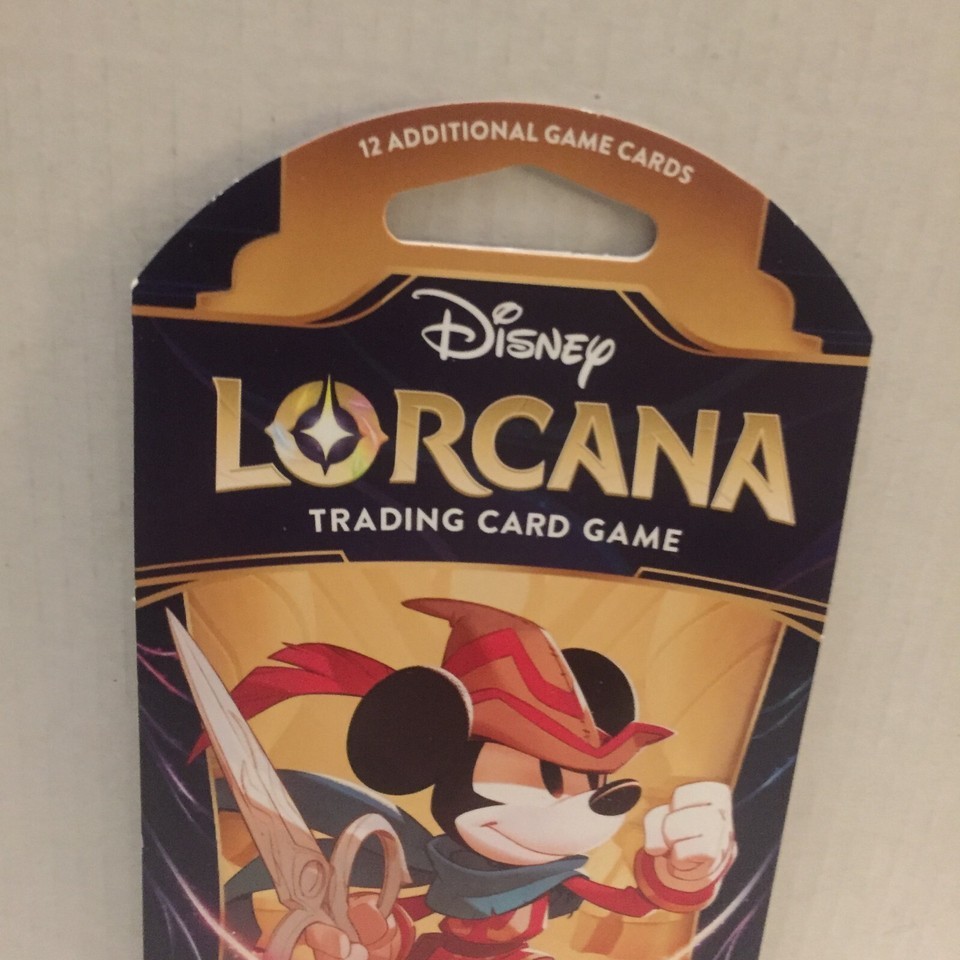 12 ADDITIONAL GAME CARDS
Disney
LORCANA
TRADING CARD GAME